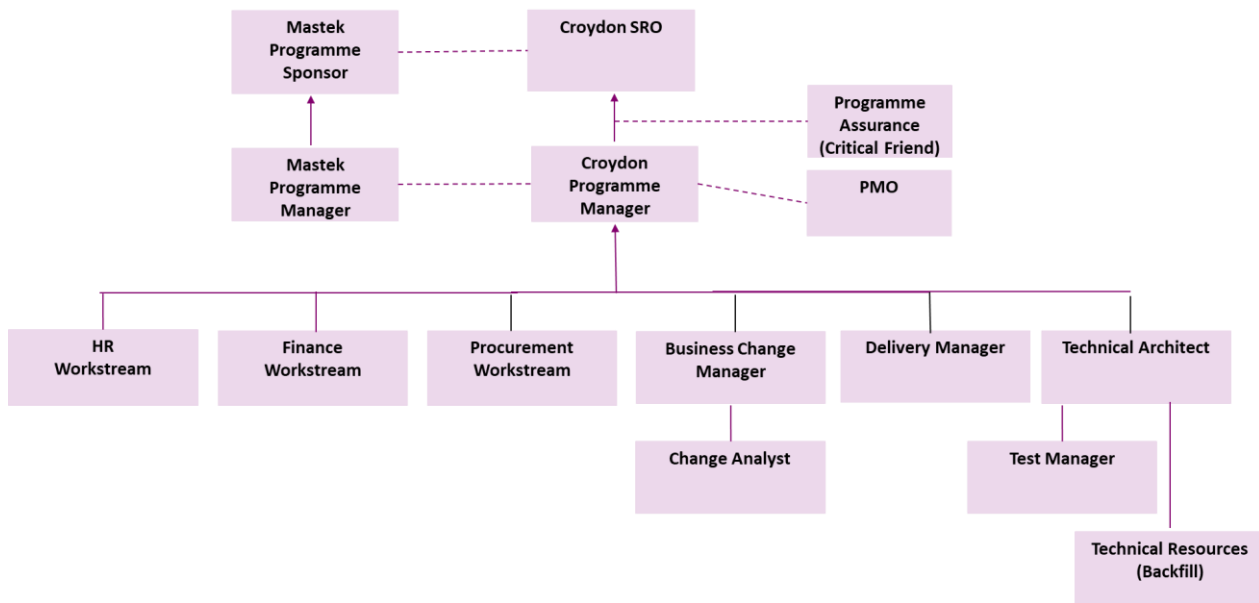 Mastek
Programme
Sponsor
Croydon SRO
Programme
Assurance
(Critical Friend)
Mastek
Programme
Manager
Croydon
Programme
Manager
PMO
HR
Workstream
Finance
Workstream
Procurement
Workstream
Business Change
Manager
Delivery Manager
Technical Architect
Change Analyst
Test Manager
Technical Resources
(Backfill)